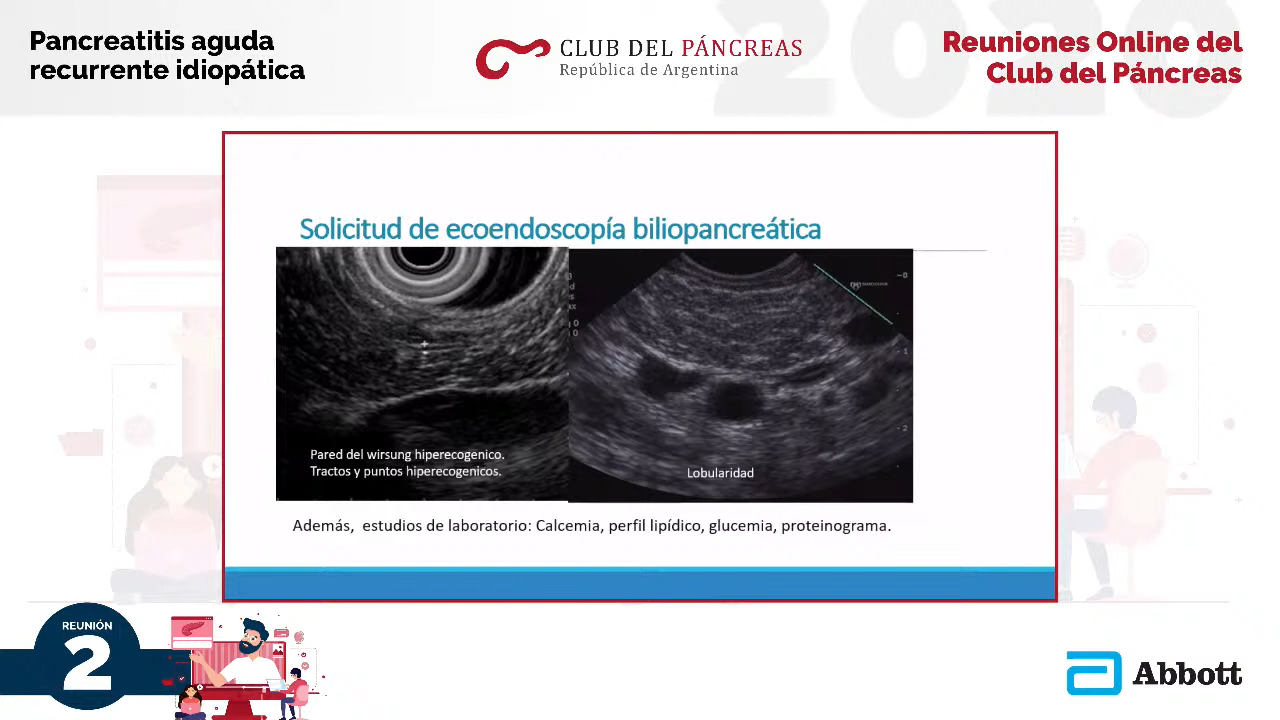 Pancreatitis aguda
recurrente idiopática
CLUB DEL PÁNCREAS
República de Argentina
2020
Reuniones Online del
Club del Páncreas
Solicitud de ecoendoscopía biliopancreática
Pared del wirsung hiperecogenico.
Tractos y puntos hiperecogenicos.
Lobularidad
Además, estudios de laboratorio: Calcemia, perfil lipídico, glucemia, proteinograma.
REUNIÓN
2
Abbott